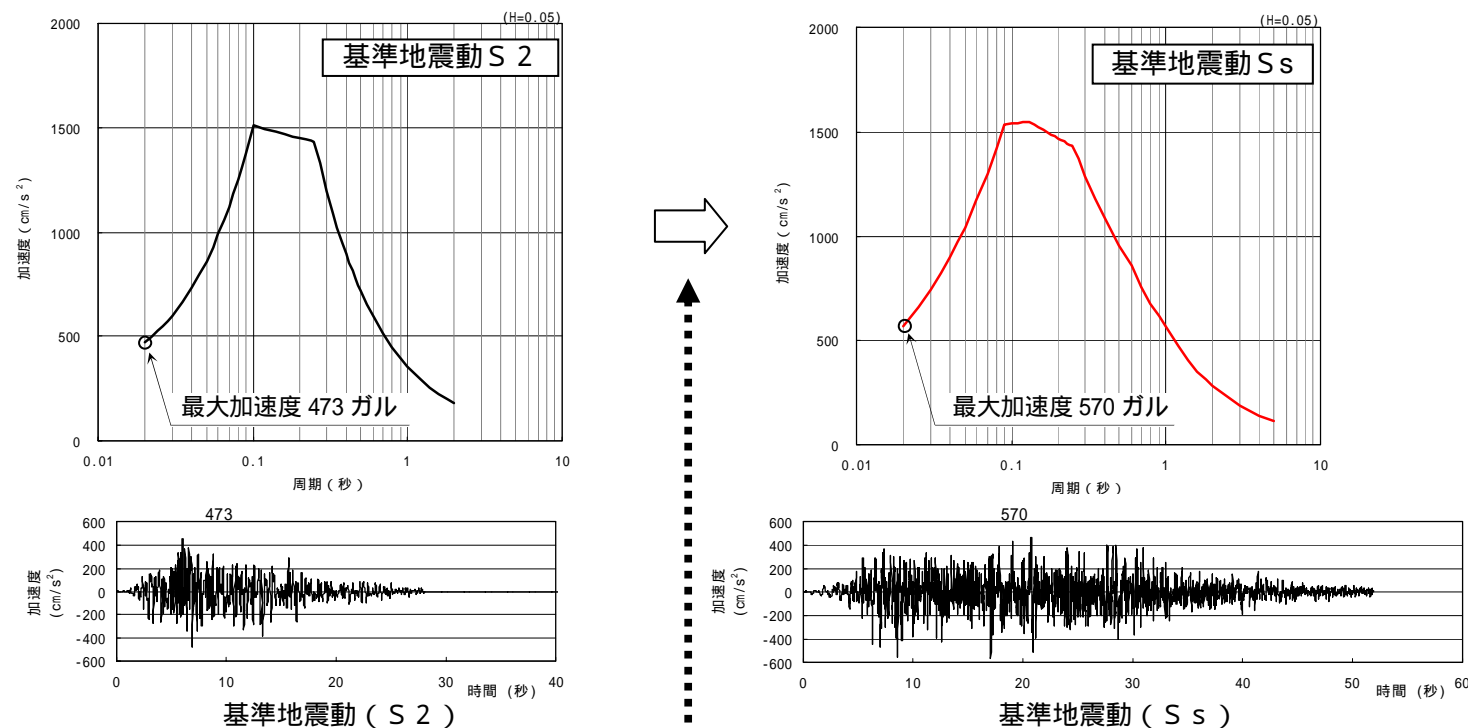 (H=0.05)
2000
基準地震動Ｓ２
1500
1000
加速度（cm/s²）
500
最大加速度 473 ガル
0
0.01
0.1
1
10
周期（秒）
(H=0.05)
2000
基準地震動Ｓｓ
1500
1000
加速度（cm/s²）
500
最大加速度 570 ガル
0
0.01
0.1
1
10
周期（秒）
473
600
400
200
0
-200
-400
-600
加速度
(cm/s²)
0
10
20
30
40
時間 (秒)
基準地震動（Ｓ２）
570
600
400
200
0
-200
-400
-600
加速度
(cm/s²)
0
10
20
30
40
50
60
時間 (秒)
基準地震動（Ｓｓ）